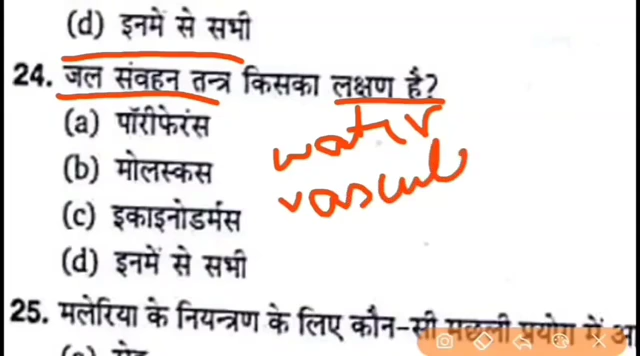 (d) इनमें से सभी
24. जल संवहन तन्त्र किसका लक्षण है?
(a) पॉरीफेरंस
(b) मोलस्कस
water
vascul
(c) इकाइनोडर्मस
(d) इनमें से सभी
25. मलेरिया के नियन्त्रण के लिए कौन-सी मछली प्रयोग में